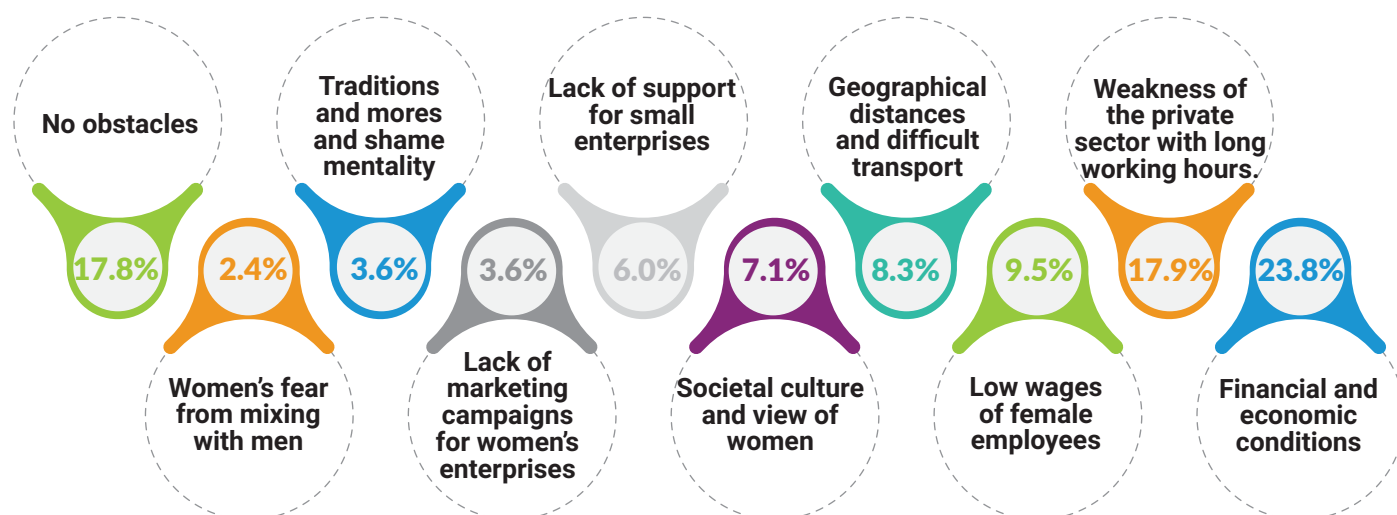 No obstacles
17.8%
2.4%
Women's fear
from mixing
with men
Traditions
and mores
and shame
mentality
3.6%
3.6%
Lack of
marketing
campaigns
for women's
enterprises
Lack of support
for small
enterprises
6.0%
7.1%
Societal culture
and view of
women
Geographical
distances
and difficult
transport
8.3%
9.5%
Low wages
of female
employees
Weakness of
the private
sector with long
working hours.
17.9%
23.8%
Financial and
economic
conditions